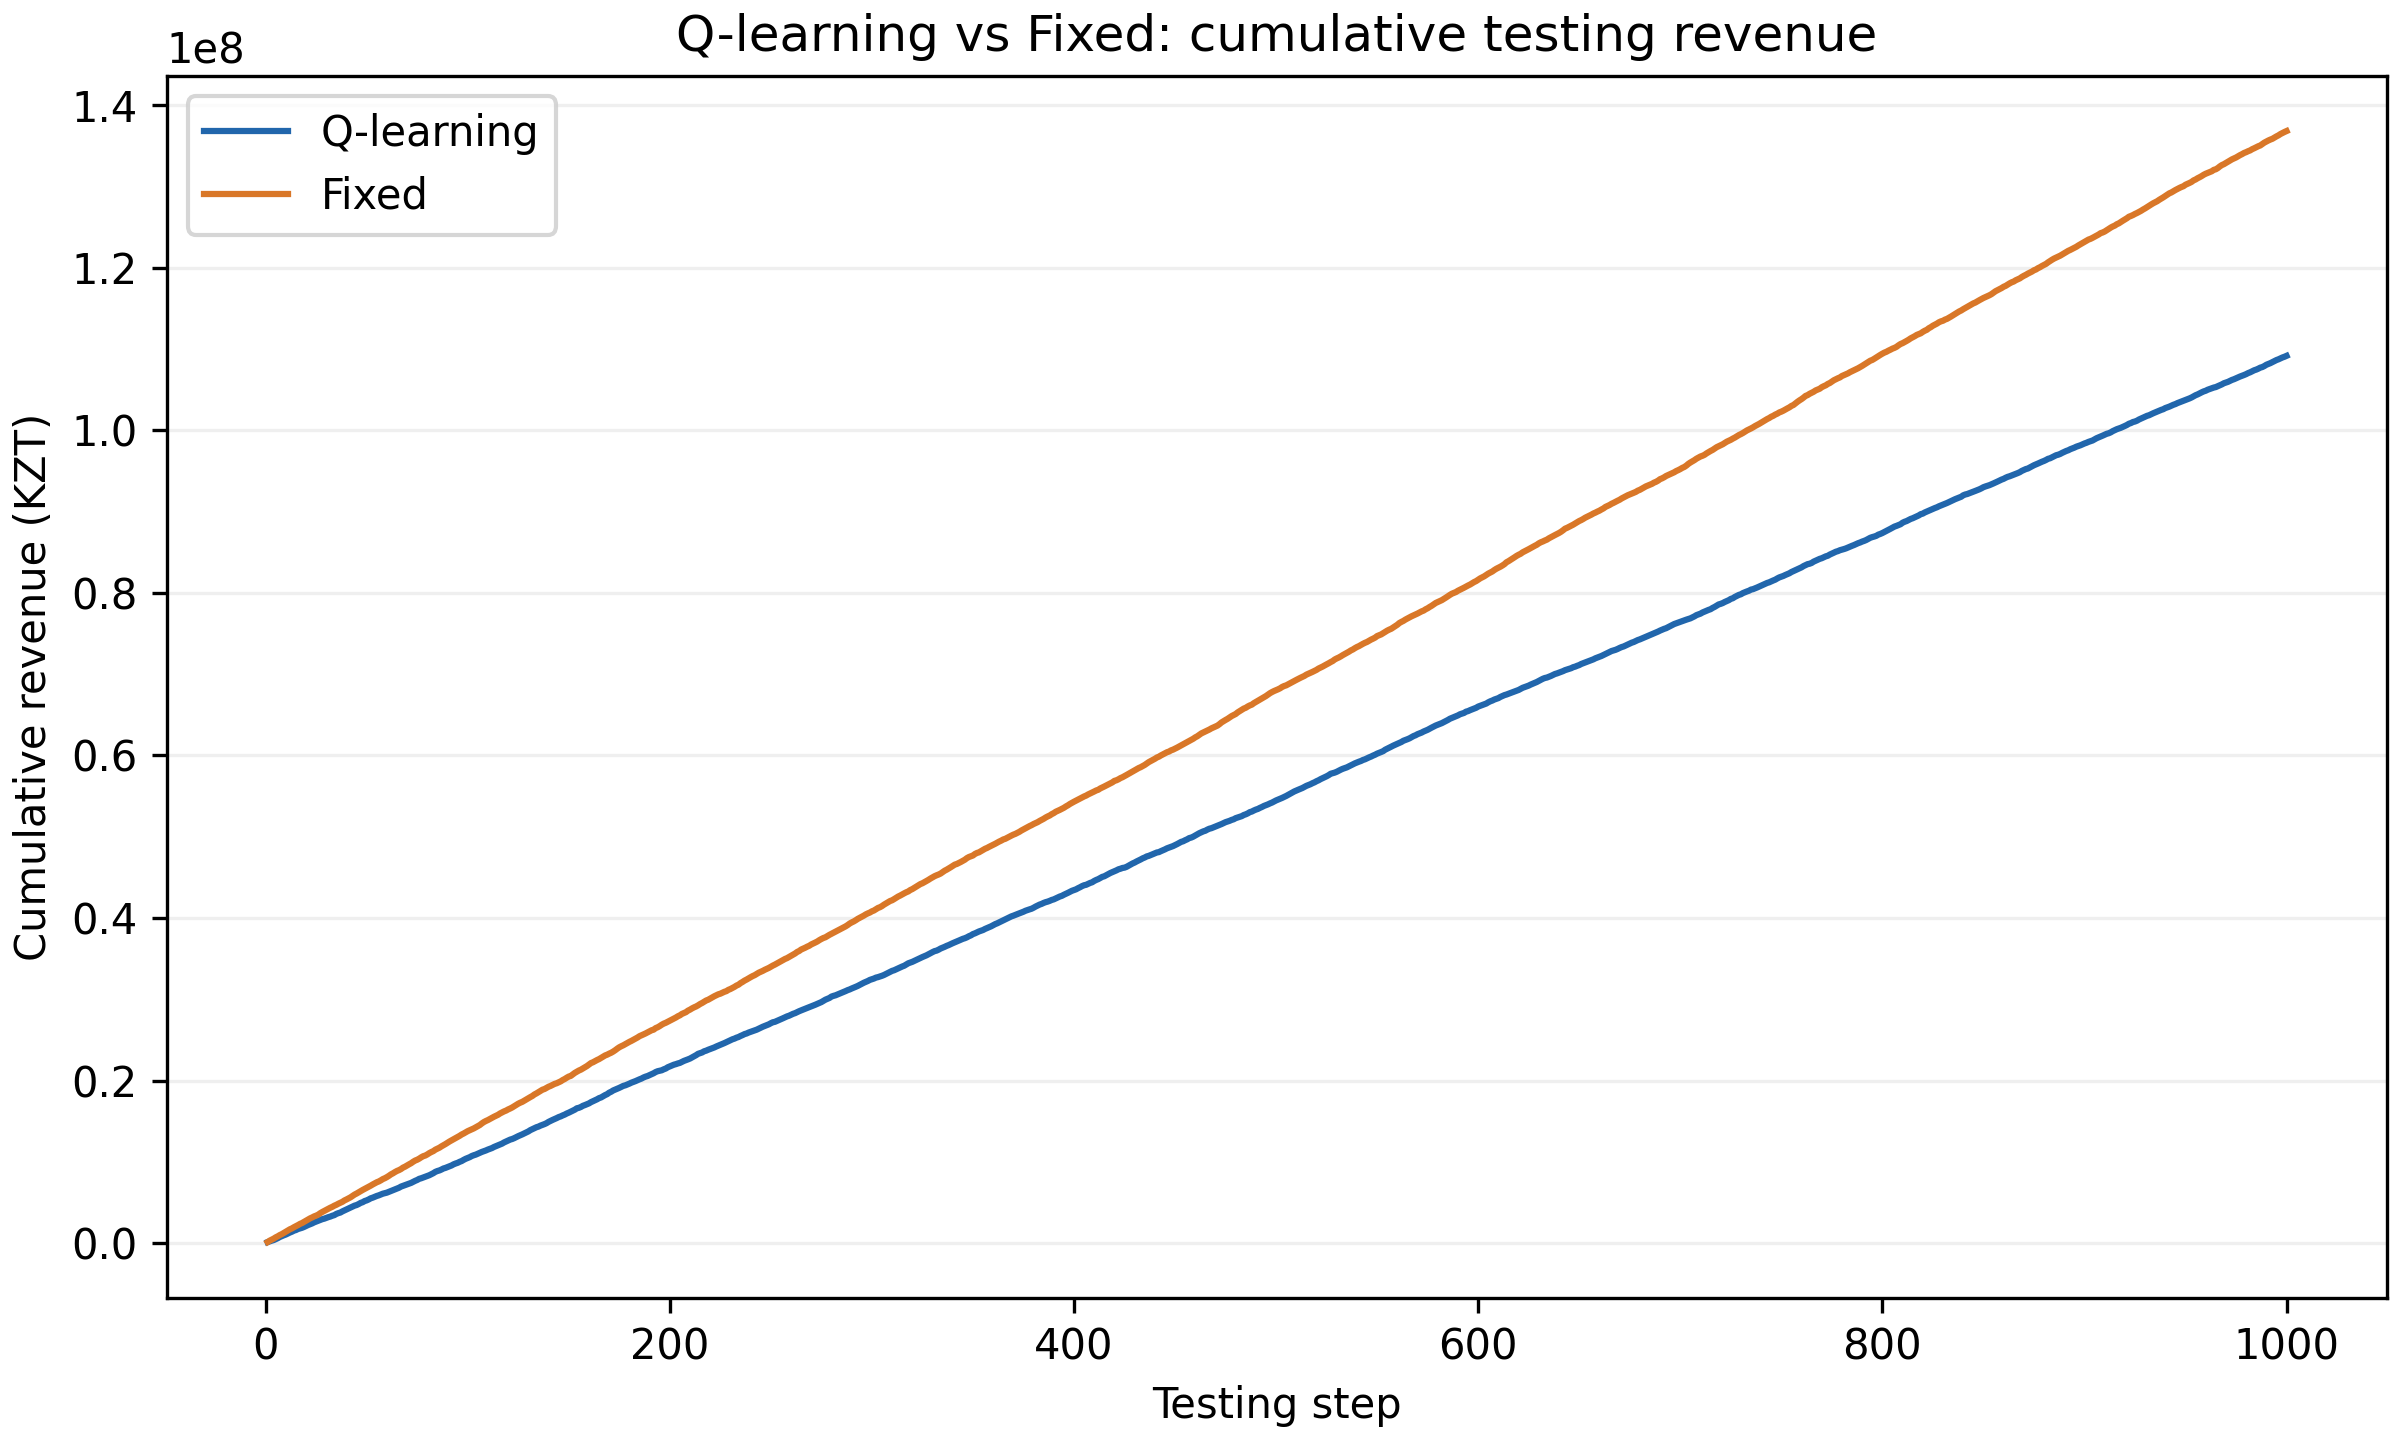 Q-learning vs Fixed: cumulative testing revenue
1e8
1.4
1.2
1.0
0.8
0.6
0.4
0.2
0.0
Q-learning
Fixed
Cumulative revenue (KZT)
0 200 400 600 800 1000
Testing step